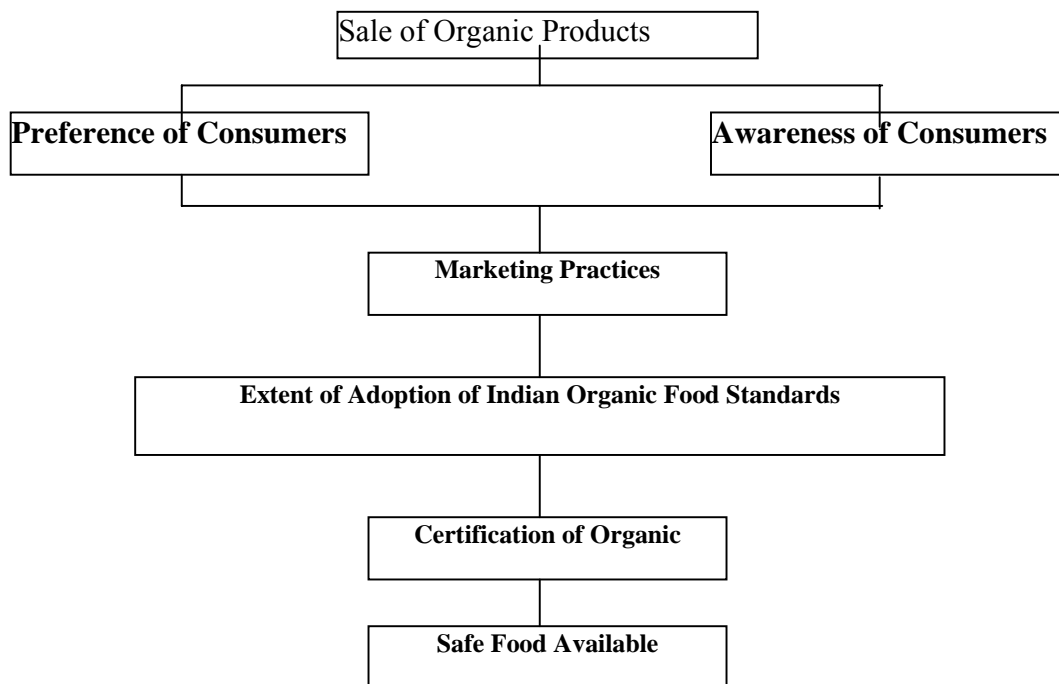 Sale of Organic Products
Preference of Consumers
Awareness of Consumers
Marketing Practices
Extent of Adoption of Indian Organic Food Standards
Certification of Organic
Safe Food Available